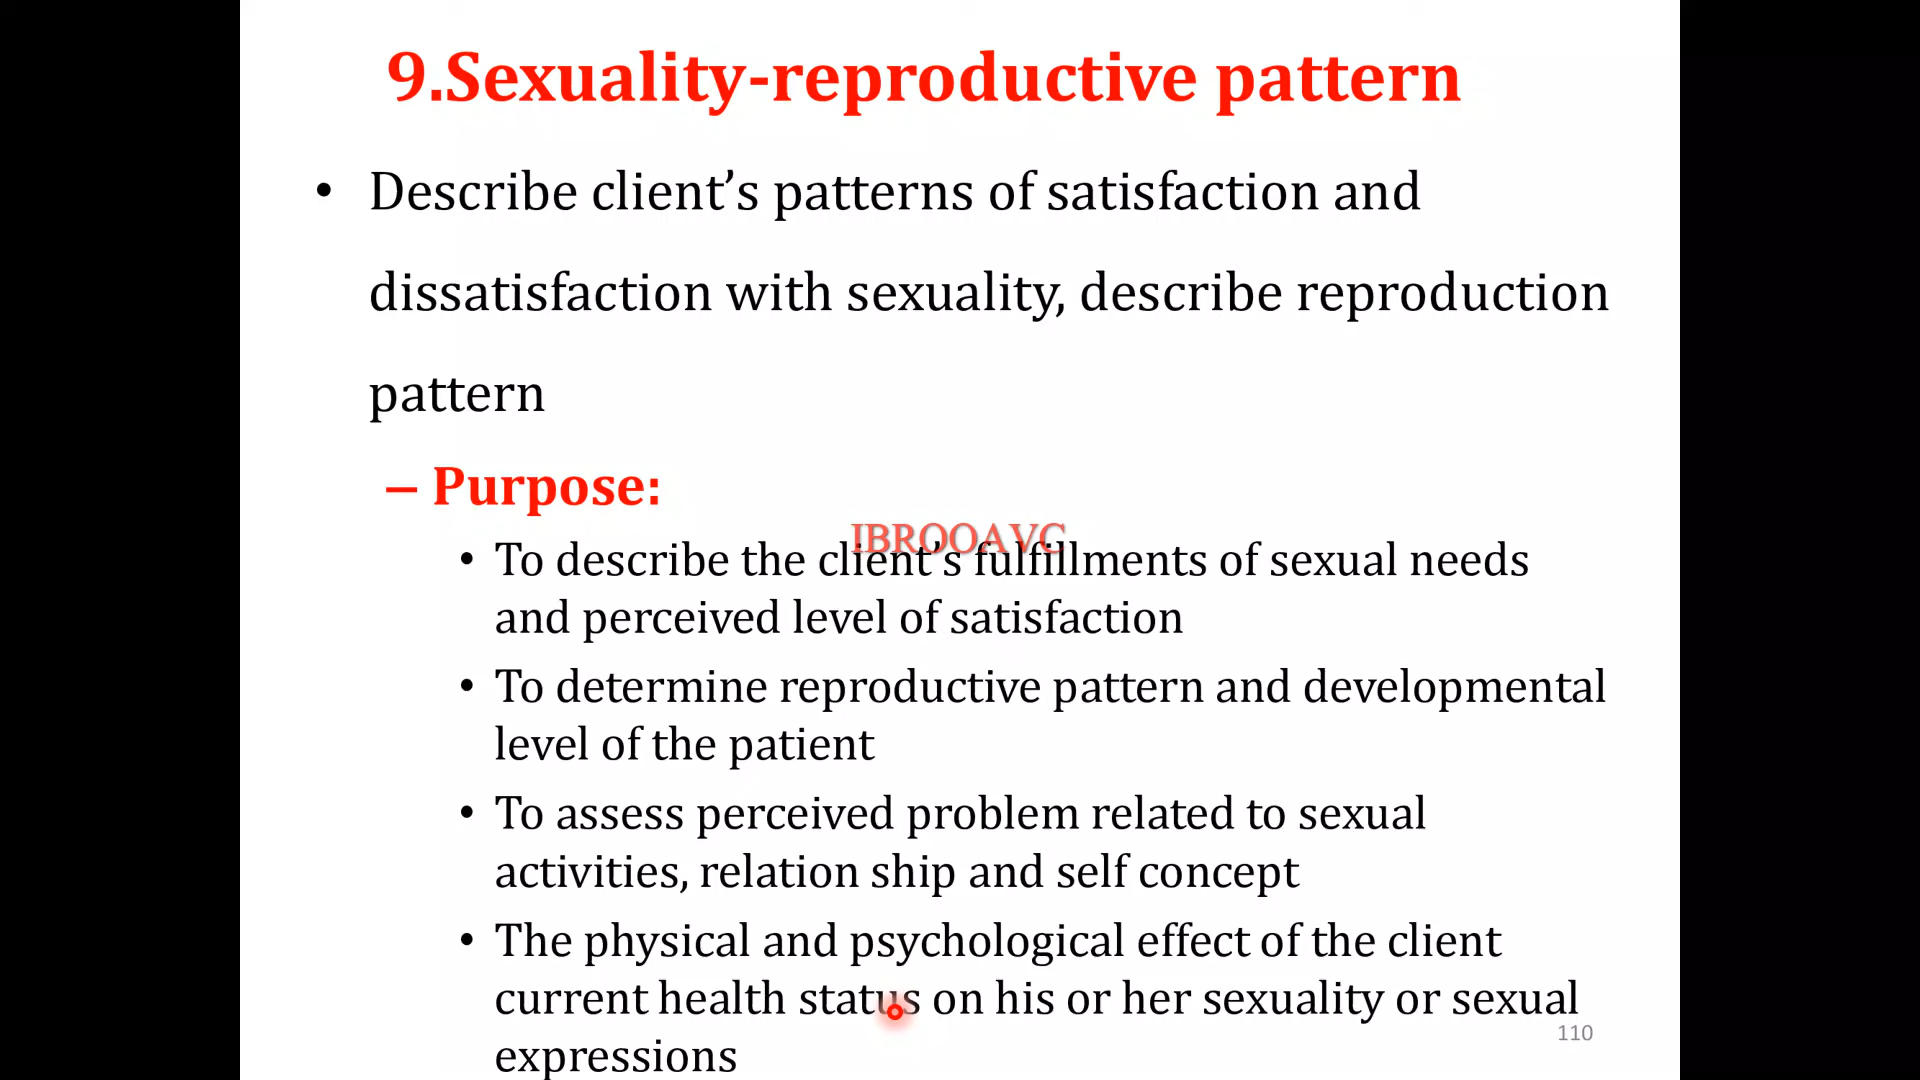 9.Sexuality-reproductive pattern
• Describe client’s patterns of satisfaction and
dissatisfaction with sexuality, describe reproduction
pattern
– Purpose:
IBROOAVC
• To describe the client’s fulfillments of sexual needs
and perceived level of satisfaction
• To determine reproductive pattern and developmental
level of the patient
• To assess perceived problem related to sexual
activities, relation ship and self concept
• The physical and psychological effect of the client
current health status on his or her sexuality or sexual
110
expressions